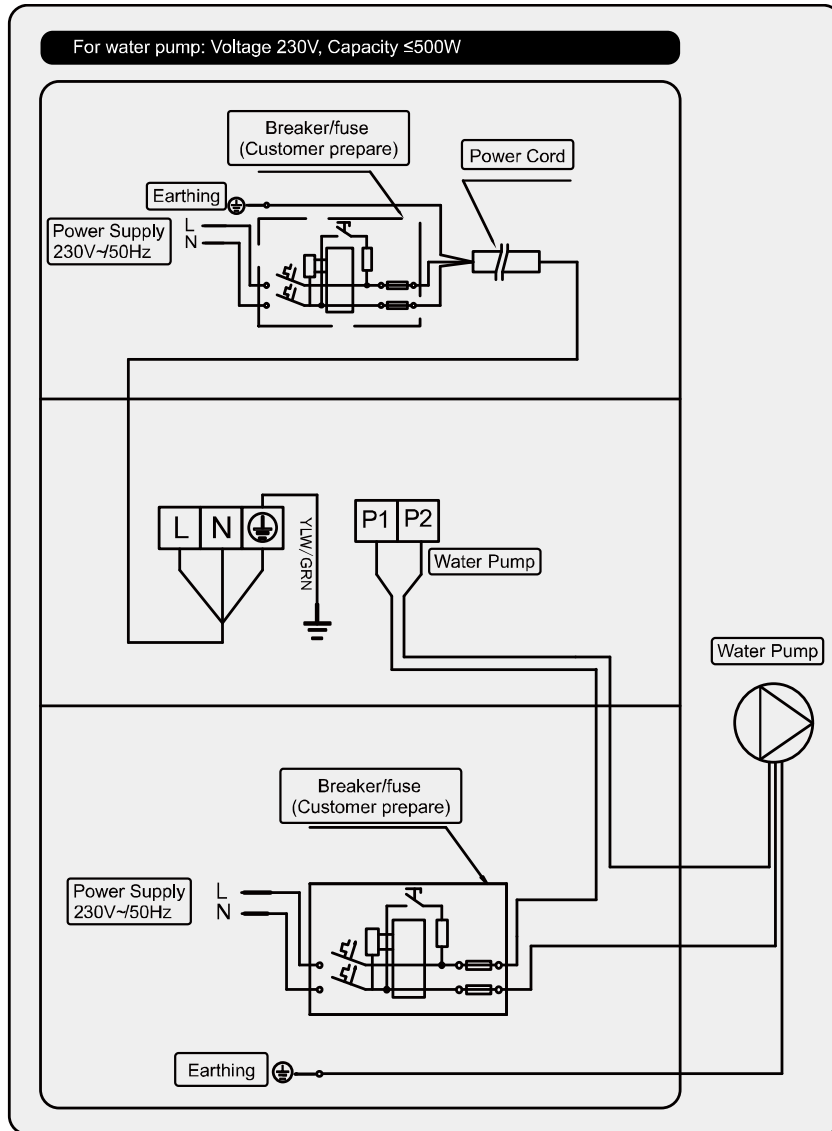 For water pump: Voltage 230V, Capacity ≤500W
Breaker/fuse
(Customer prepare)
Power Cord
Earthing
Power Supply
230V~/50Hz
L
N
L N
YLW/GRN
P1 P2
Water Pump
Water Pump
Breaker/fuse
(Customer prepare)
Power Supply
230V~/50Hz
L
N
Earthing